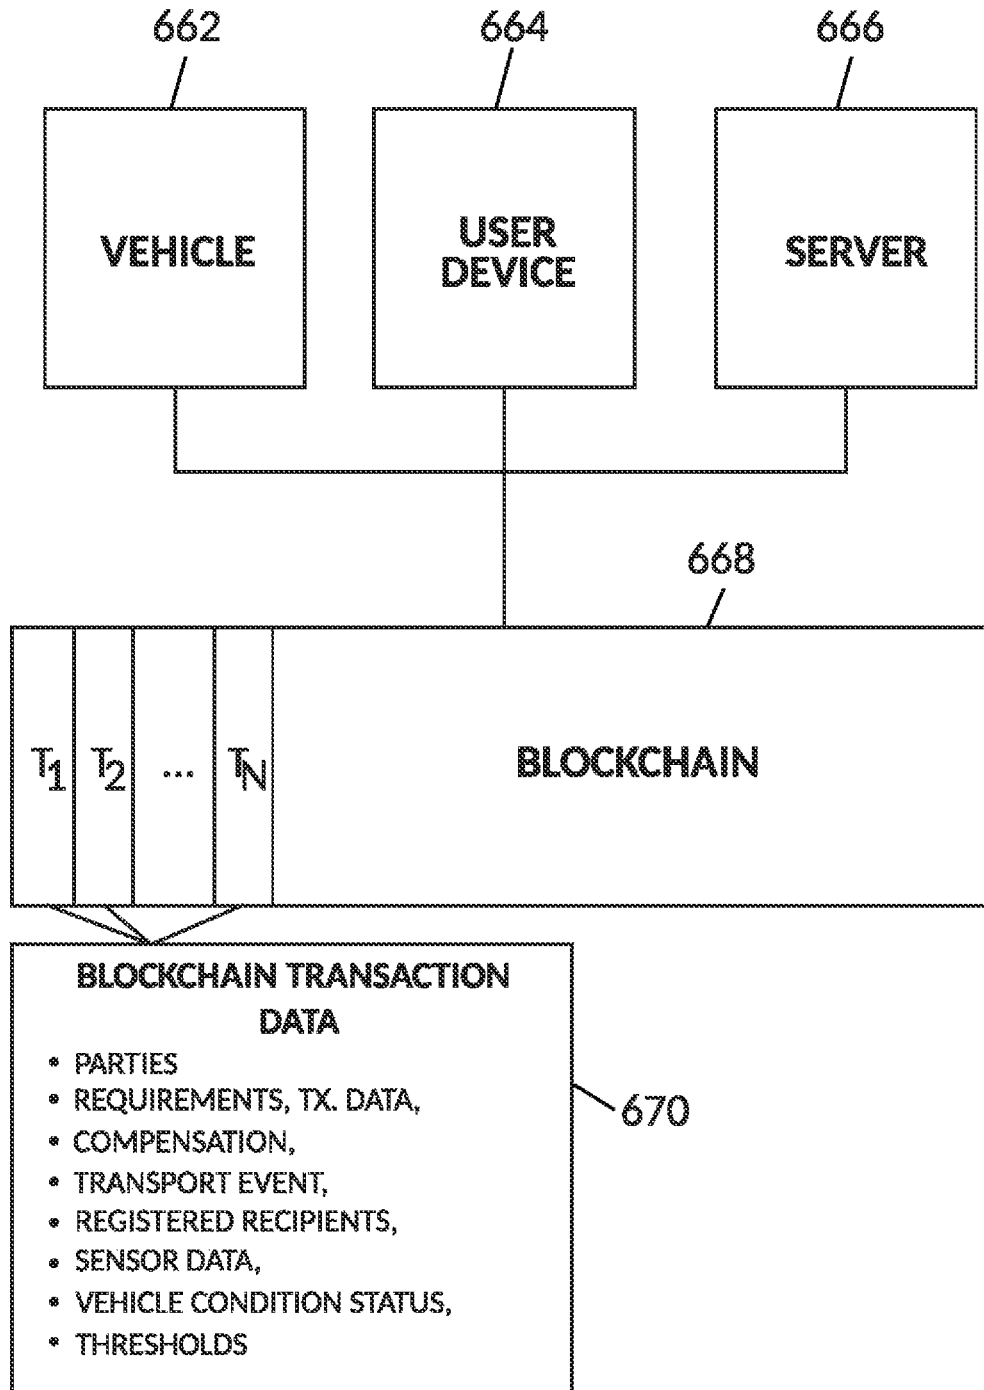 662 664 666
VEHICLE
USER
DEVICE
SERVER
668
T1 T2 ... TN
BLOCKCHAIN
BLOCKCHAIN TRANSACTION
DATA
• PARTIES
• REQUIREMENTS, TX. DATA,
• COMPENSATION,
• TRANSPORT EVENT,
• REGISTERED RECIPIENTS,
• SENSOR DATA,
• VEHICLE CONDITION STATUS,
• THRESHOLDS
670